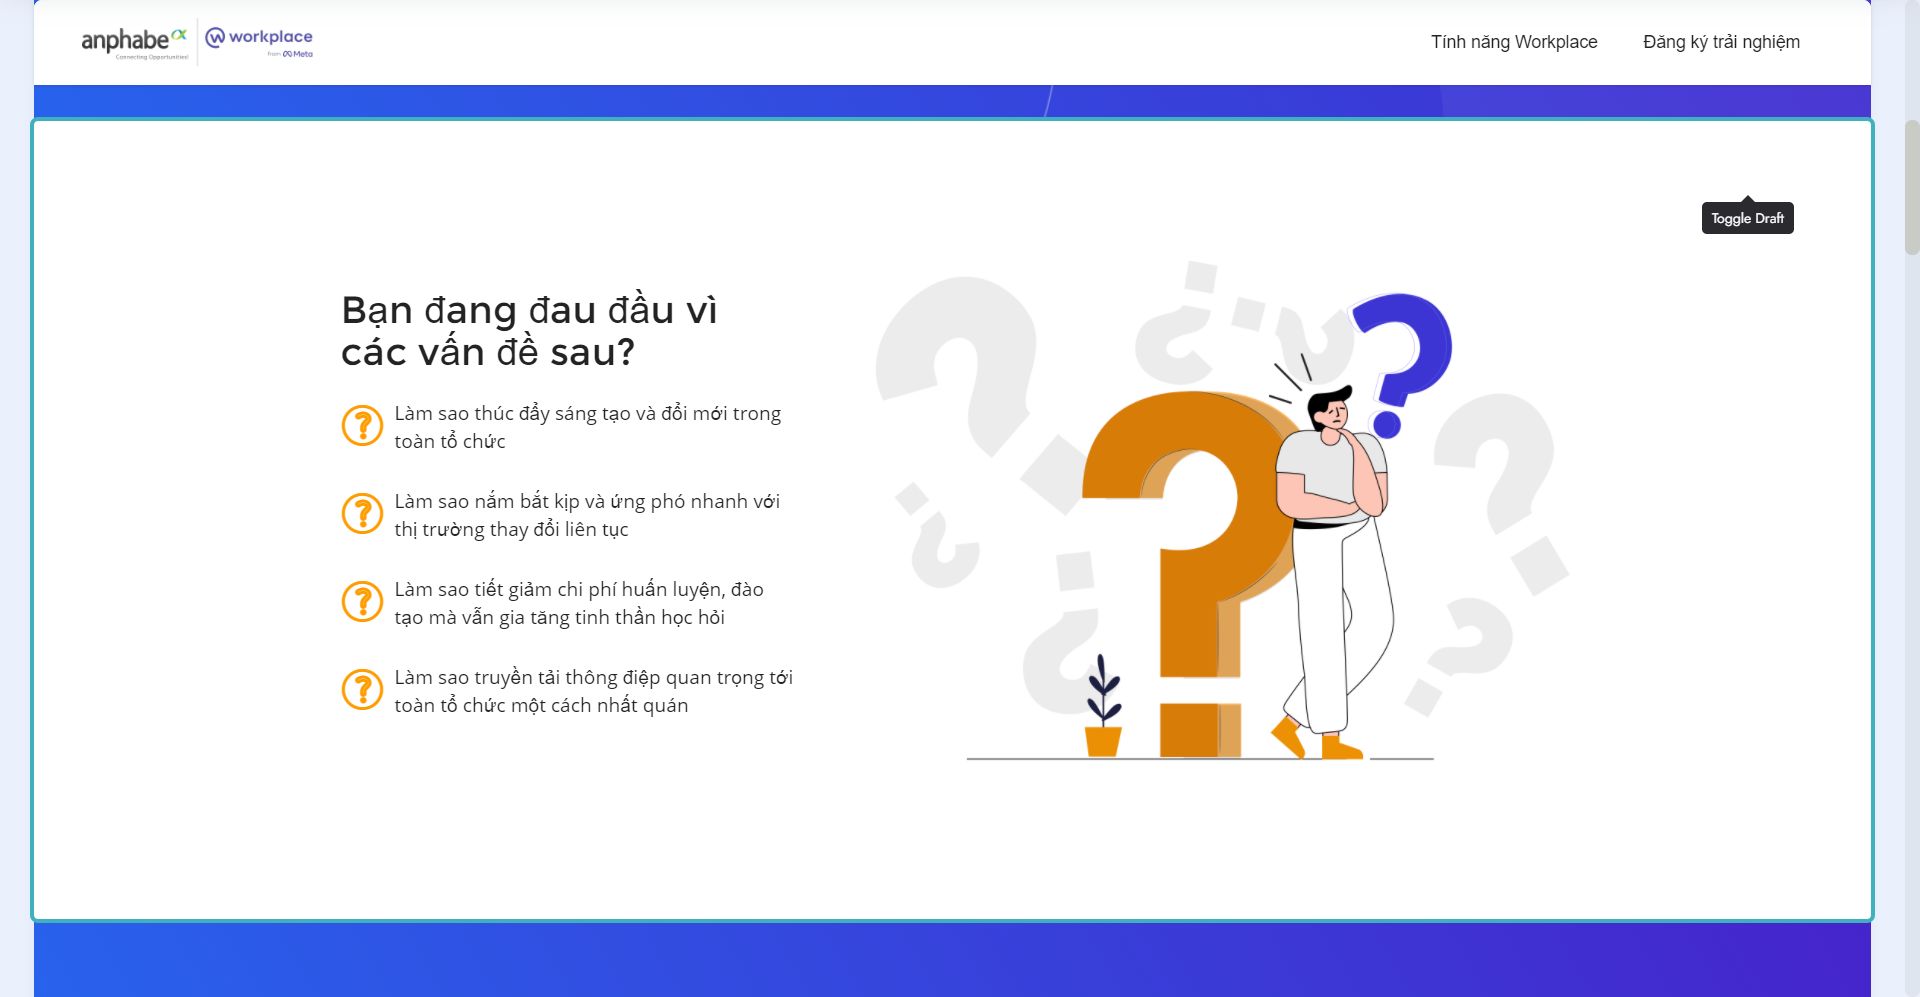 anphabe
Connecting Opportunities!
workplace
from Meta
Tính năng Workplace
Đăng ký trải nghiệm
Toggle Draft
Bạn đang đau đầu vì
các vấn đề sau?
Làm sao thúc đẩy sáng tạo và đổi mới trong
toàn tổ chức
Làm sao nắm bắt kịp và ứng phó nhanh với
thị trường thay đổi liên tục
Làm sao tiết giảm chi phí huấn luyện, đào
tạo mà vẫn gia tăng tinh thần học hỏi
Làm sao truyền tải thông điệp quan trọng tới
toàn tổ chức một cách nhất quán